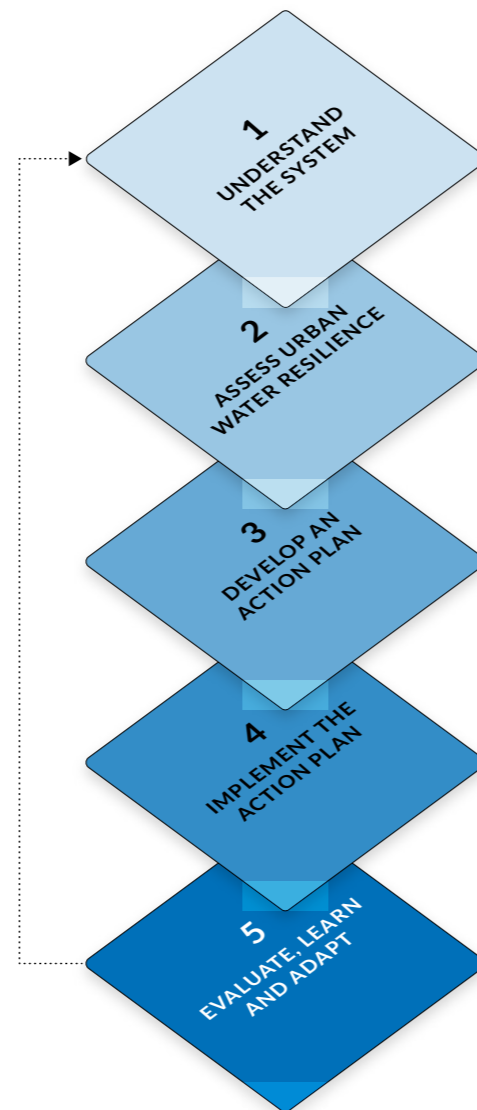 1
UNDERSTAND
THE SYSTEM
2
ASSESS URBAN
WATER RESILIENCE
3
DEVELOP AN
ACTION PLAN
4
IMPLEMENT THE
ACTION PLAN
5
EVALUATE, LEARN
AND ADAPT